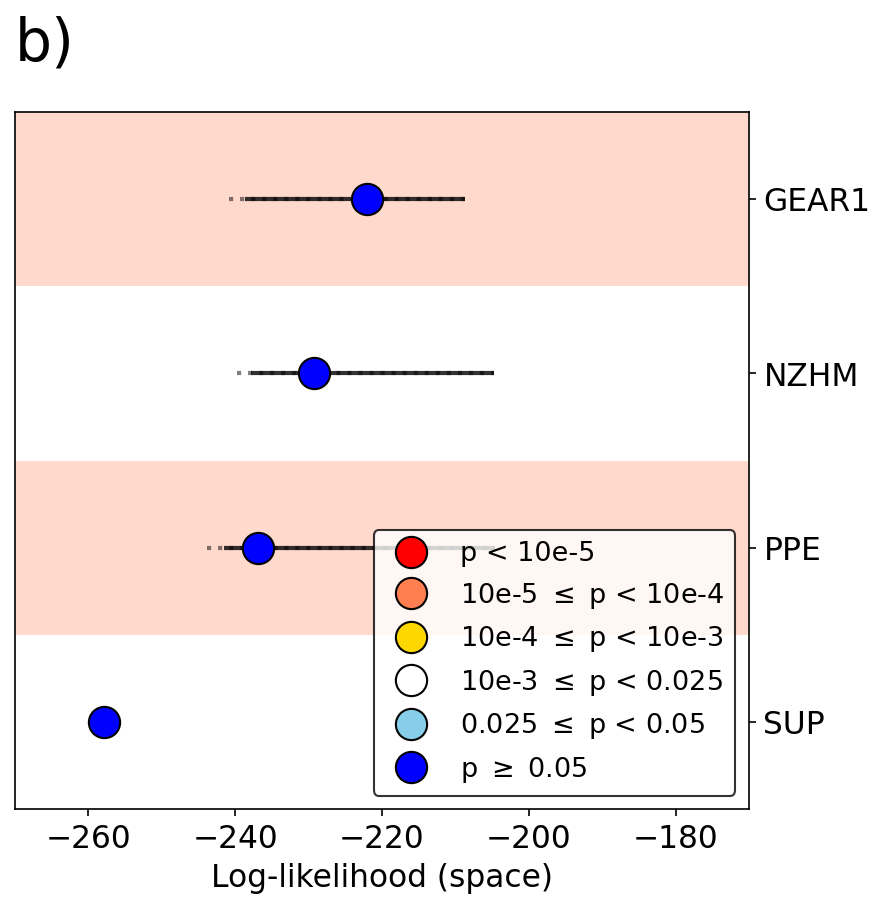 b)
GEAR1
NZHM
PPE
SUP
p < 10e-5
10e-5 ≤ p < 10e-4
10e-4 ≤ p < 10e-3
10e-3 ≤ p < 0.025
0.025 ≤ p < 0.05
p ≥ 0.05
−260 −240 −220 −200 −180
Log-likelihood (space)